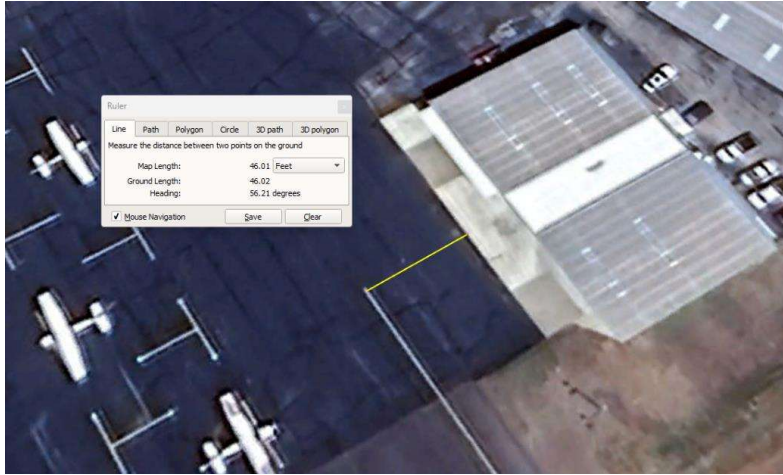 Ruler
Line Path Polygon Circle 3D path 3D polygon
Measure the distance between two points on the ground
Map Length: 46.01 Feet
Ground Length: 46.02
Heading: 56.21 degrees
Mouse Navigation Save Clear